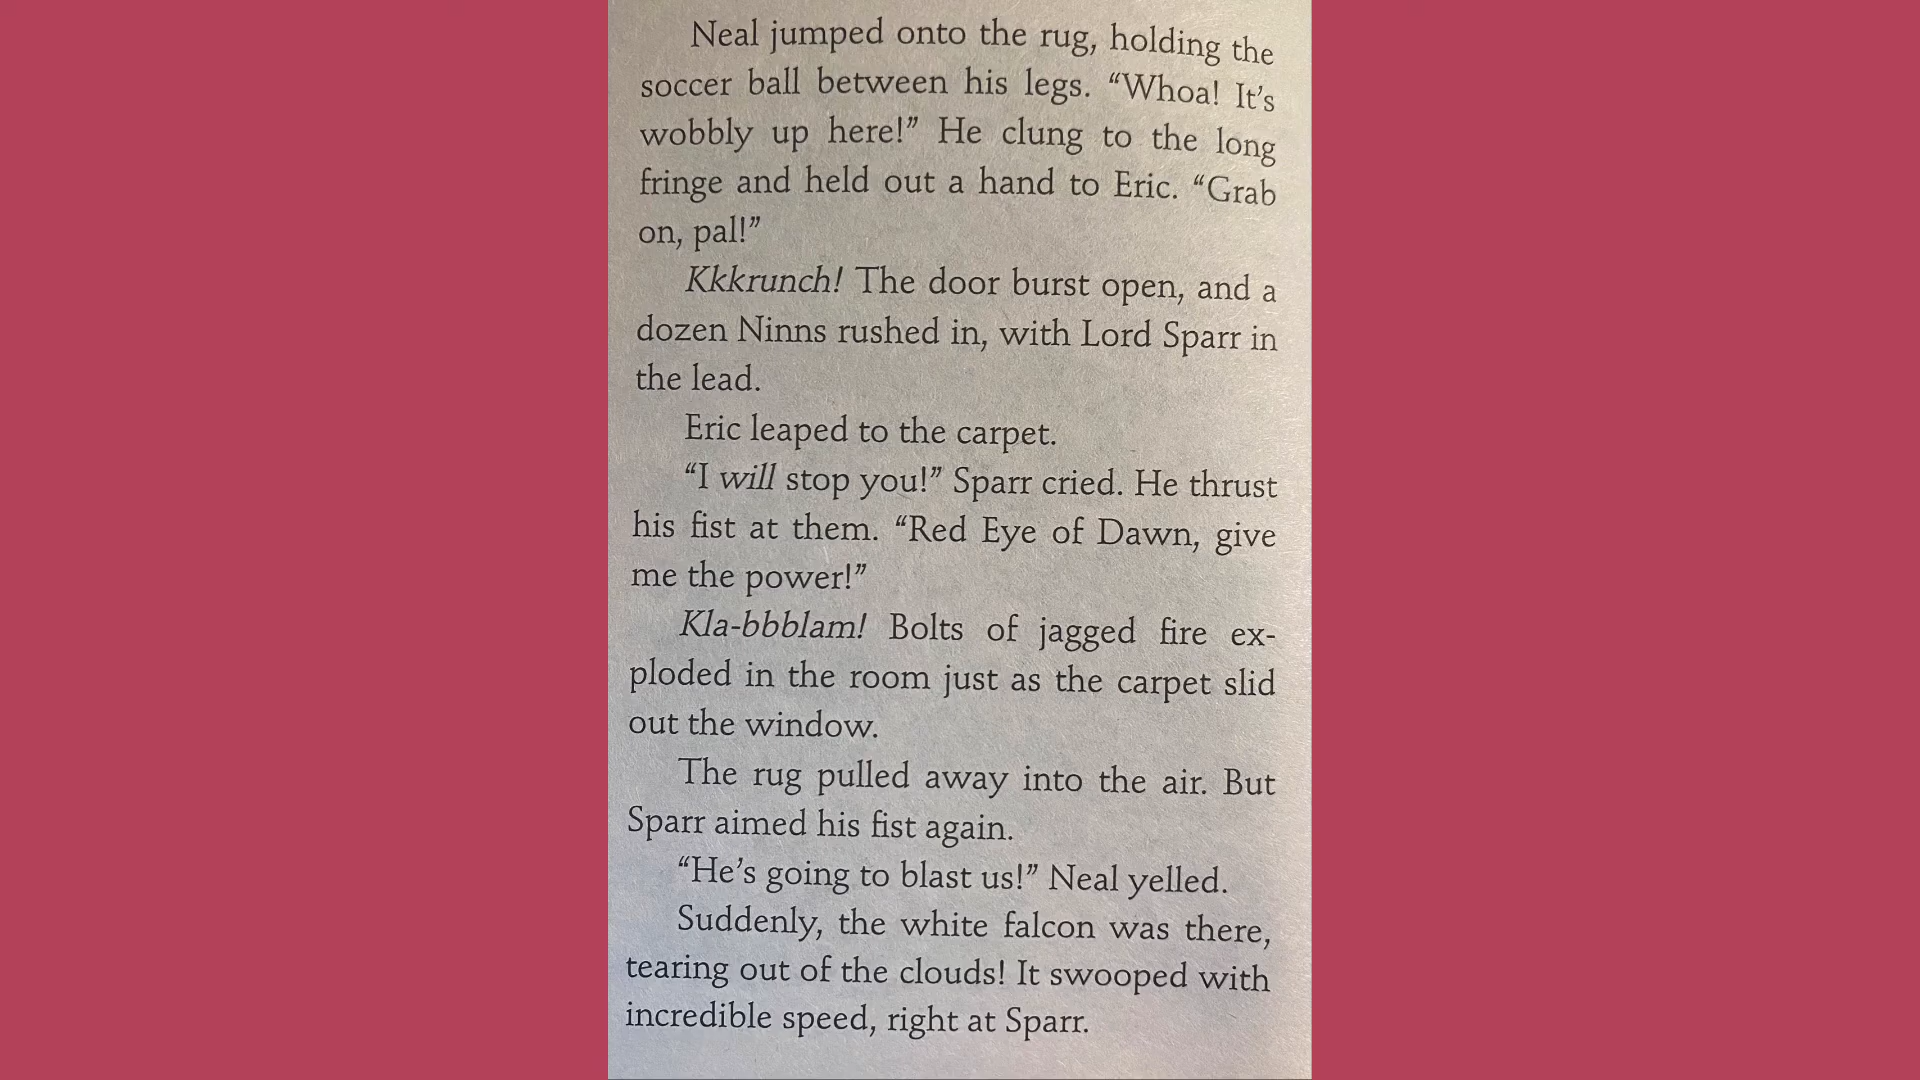 Neal jumped onto the rug, holding the
soccer ball between his legs. “Whoa! It’s
wobbly up here!” He clung to the long
fringe and held out a hand to Eric. “Grab
on, pal!”
Kkkrunch! The door burst open, and a
dozen Ninns rushed in, with Lord Sparr in
the lead.
Eric leaped to the carpet.
“I will stop you!” Sparr cried. He thrust
his fist at them. “Red Eye of Dawn, give
me the power!”
Kla-bbblam! Bolts of jagged fire ex-
ploded in the room just as the carpet slid
out the window.
The rug pulled away into the air. But
Sparr aimed his fist again.
“He’s going to blast us!” Neal yelled.
Suddenly, the white falcon was there,
tearing out of the clouds! It swooped with
incredible speed, right at Sparr.